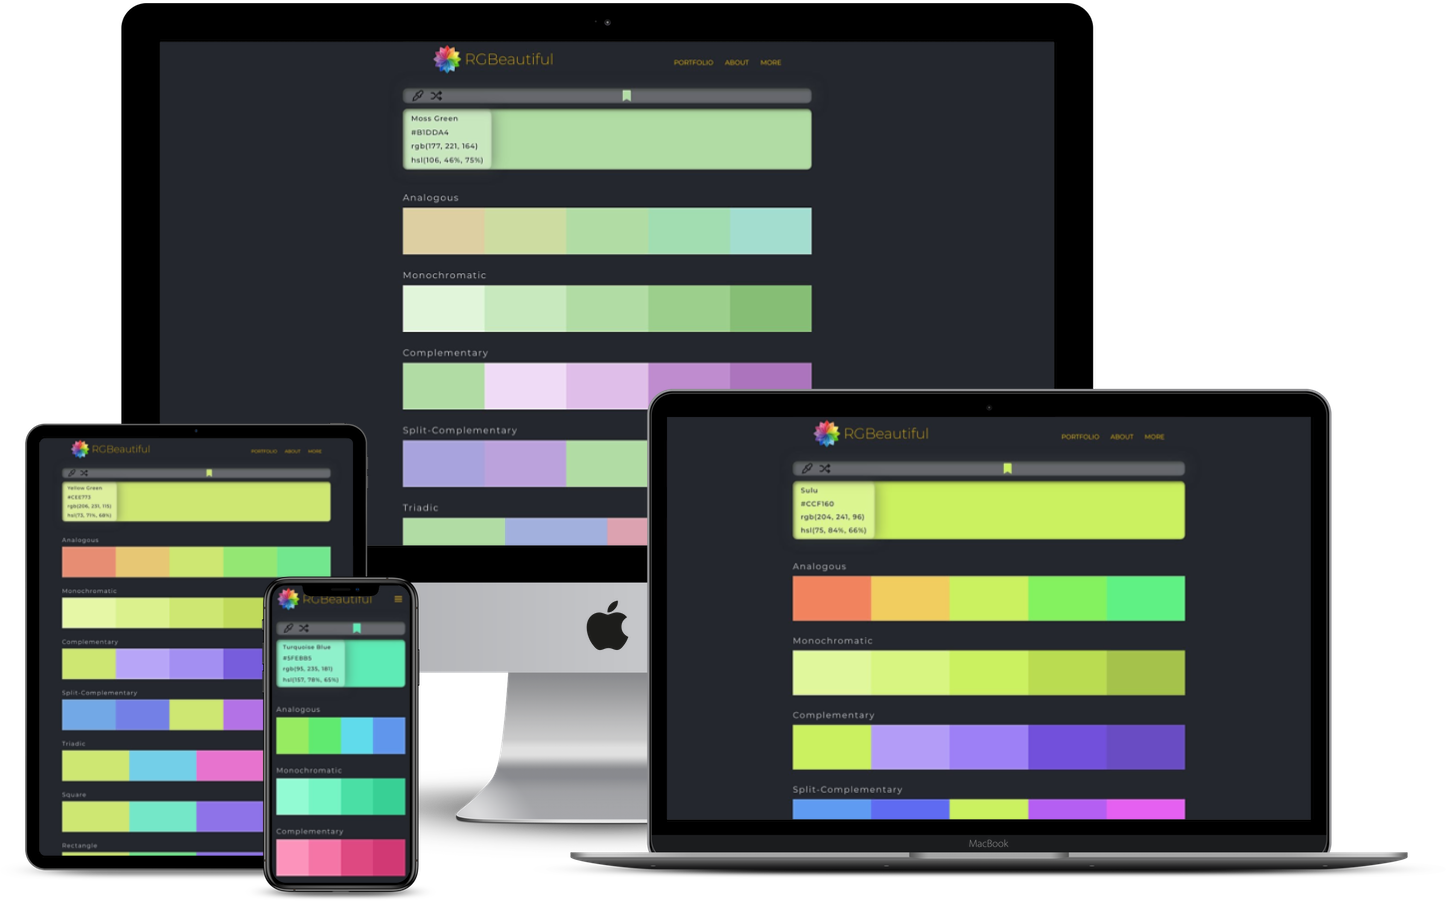 RGBeautiful
PORTFOLIO ABOUT MORE
Moss Green
#B1DDA4
rgb(177, 221, 164)
hsl(106, 46%, 75%)
Analogous
Monochromatic
Complementary
Split-Complementary
Triadic
RGBeautiful
PORTFOLIO ABOUT MORE
Yellow Green
#CEE773
rgb(206, 231, 115)
hsl(73, 71%, 68%)
Analogous
Monochromatic
Complementary
Split-Complementary
Triadic
Square
Rectangle
RGBeautiful
Turquoise Blue
#5FEBB5
rgb(95, 235, 181)
hsl(157, 78%, 65%)
Analogous
Monochromatic
Complementary
RGBeautiful
PORTFOLIO ABOUT MORE
Sulu
#CCF160
rgb(204, 241, 96)
hsl(75, 84%, 66%)
Analogous
Monochromatic
Complementary
Split-Complementary
MacBook